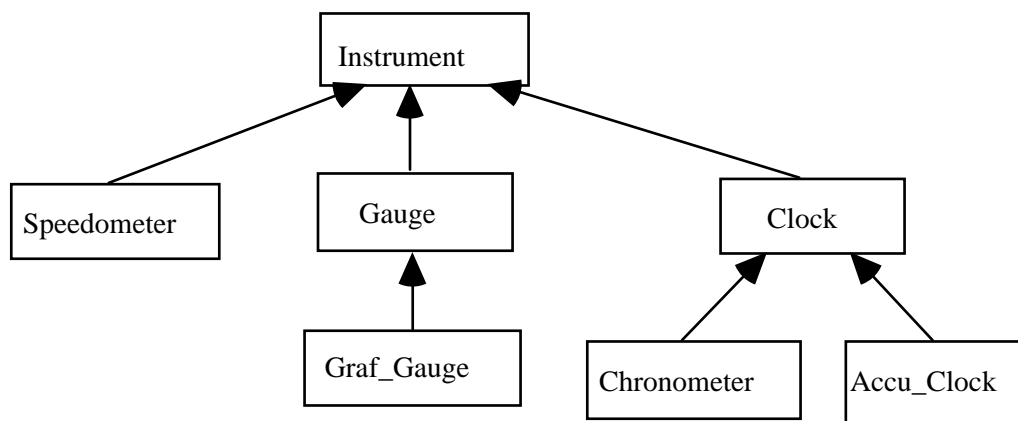 Instrument
Speedometer
Gauge
Clock
Graf_Gauge
Chronometer
Accu_Clock